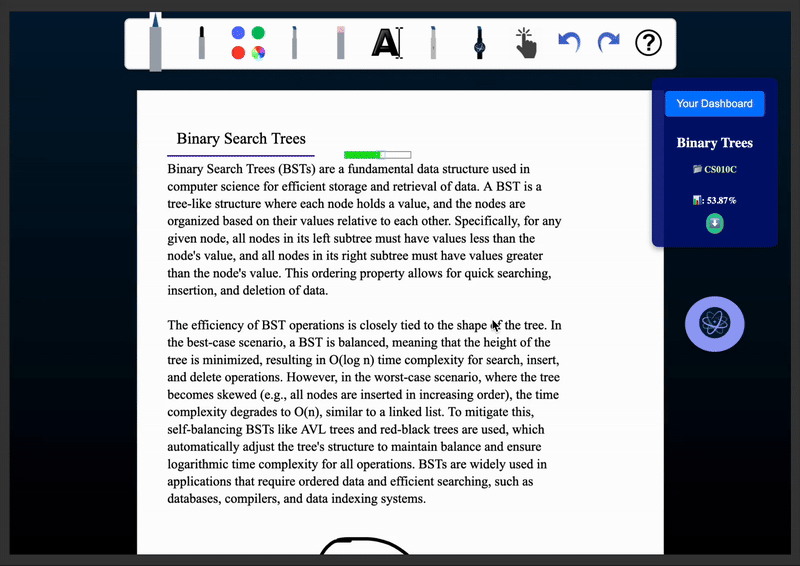 A
?
Your Dashboard
Binary Trees
CS010C
: 53.87%
Binary Search Trees
Binary Search Trees (BSTs) are a fundamental data structure used in
computer science for efficient storage and retrieval of data. A BST is a
tree-like structure where each node holds a value, and the nodes are
organized based on their values relative to each other. Specifically, for any
given node, all nodes in its left subtree must have values less than the
node's value, and all nodes in its right subtree must have values greater
than the node's value. This ordering property allows for quick searching,
insertion, and deletion of data.
The efficiency of BST operations is closely tied to the shape of the tree. In
the best-case scenario, a BST is balanced, meaning that the height of the
tree is minimized, resulting in O(log n) time complexity for search, insert,
and delete operations. However, in the worst-case scenario, where the tree
becomes skewed (e.g., all nodes are inserted in increasing order), the time
complexity degrades to O(n), similar to a linked list. To mitigate this,
self-balancing BSTs like AVL trees and red-black trees are used, which
automatically adjust the tree's structure to maintain balance and ensure
logarithmic time complexity for all operations. BSTs are widely used in
applications that require ordered data and efficient searching, such as
databases, compilers, and data indexing systems.